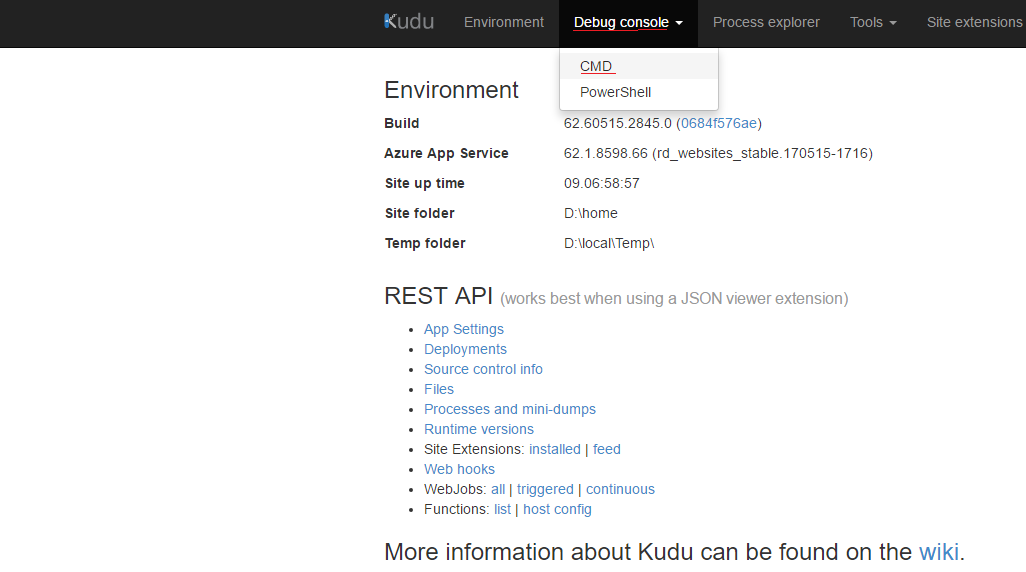 Kudu Environment Debug console Process explorer Tools Site extensions
CMD
PowerShell
Environment
Build 62.60515.2845.0 (0684f576ae)
Azure App Service 62.1.8598.66 (rd_websites_stable.170515-1716)
Site up time 09.06:58:57
Site folder D:\home
Temp folder D:\local\Temp\
REST API (works best when using a JSON viewer extension)
• App Settings
• Deployments
• Source control info
• Files
• Processes and mini-dumps
• Runtime versions
• Site Extensions: installed | feed
• Web hooks
• WebJobs: all | triggered | continuous
• Functions: list | host config
More information about Kudu can be found on the wiki.